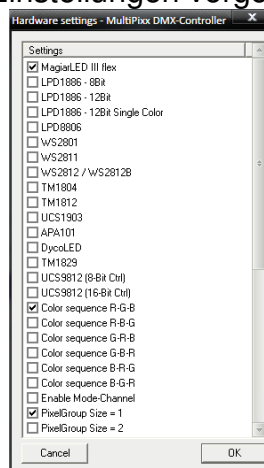 Einstellungen vorge
Hardware settings - MultiPixx DMX-Controller X
Settings
MagiarLED III flex
LPD1886 - 8Bit
LPD1886 - 12Bit
LPD1886 - 12Bit Single Color
LPD8806
WS2801
WS2811
WS2812 / WS2812B
TM1804
TM1812
UCS1903
APA101
DycoLED
TM1829
UCS9812 (8-Bit Ctrl)
UCS9812 (16-Bit Ctrl)
Color sequence R-G-B
Color sequence R-B-G
Color sequence G-R-B
Color sequence G-B-R
Color sequence B-R-G
Color sequence B-G-R
Enable Mode-Channel
PixelGroup Size = 1
PixelGroup Size = 2
Cancel OK